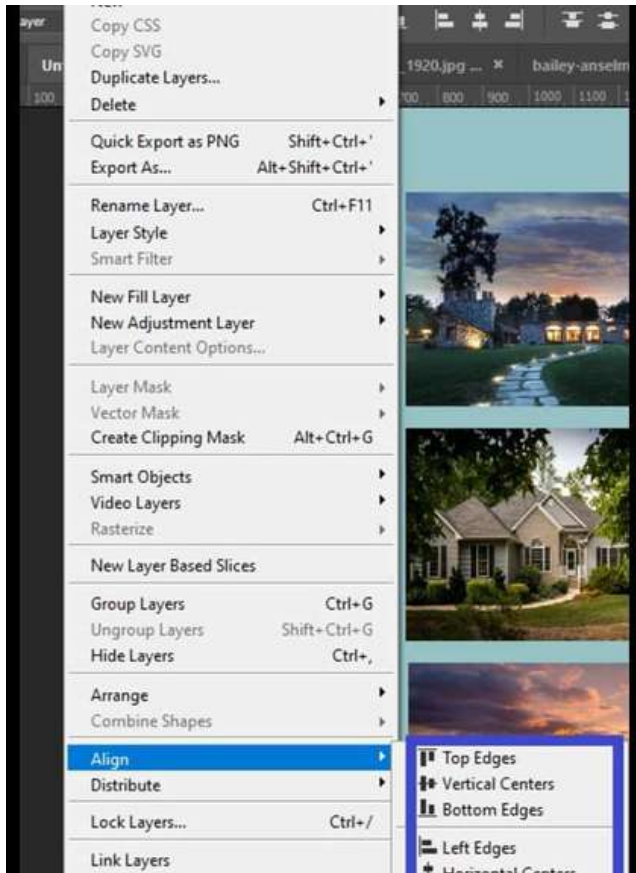 ayer
Copy CSS
Copy SVG
Un
_1920.jpg ... × bailey-anselm
Duplicate Layers...
100
Delete
700 800 900 1000 1100 1
Quick Export as PNG Shift+Ctrl+'
Export As... Alt+Shift+Ctrl+'
Rename Layer... Ctrl+F11
Layer Style
Smart Filter
New Fill Layer
New Adjustment Layer
Layer Content Options...
Layer Mask
Vector Mask
Create Clipping Mask Alt+Ctrl+G
Smart Objects
Video Layers
Rasterize
New Layer Based Slices
Group Layers Ctrl+G
Ungroup Layers Shift+Ctrl+G
Hide Layers Ctrl+,
Arrange
Combine Shapes
Align
Distribute
Lock Layers... Ctrl+/
Link Layers
Top Edges
Vertical Centers
Bottom Edges
Left Edges
Horizontal Centers